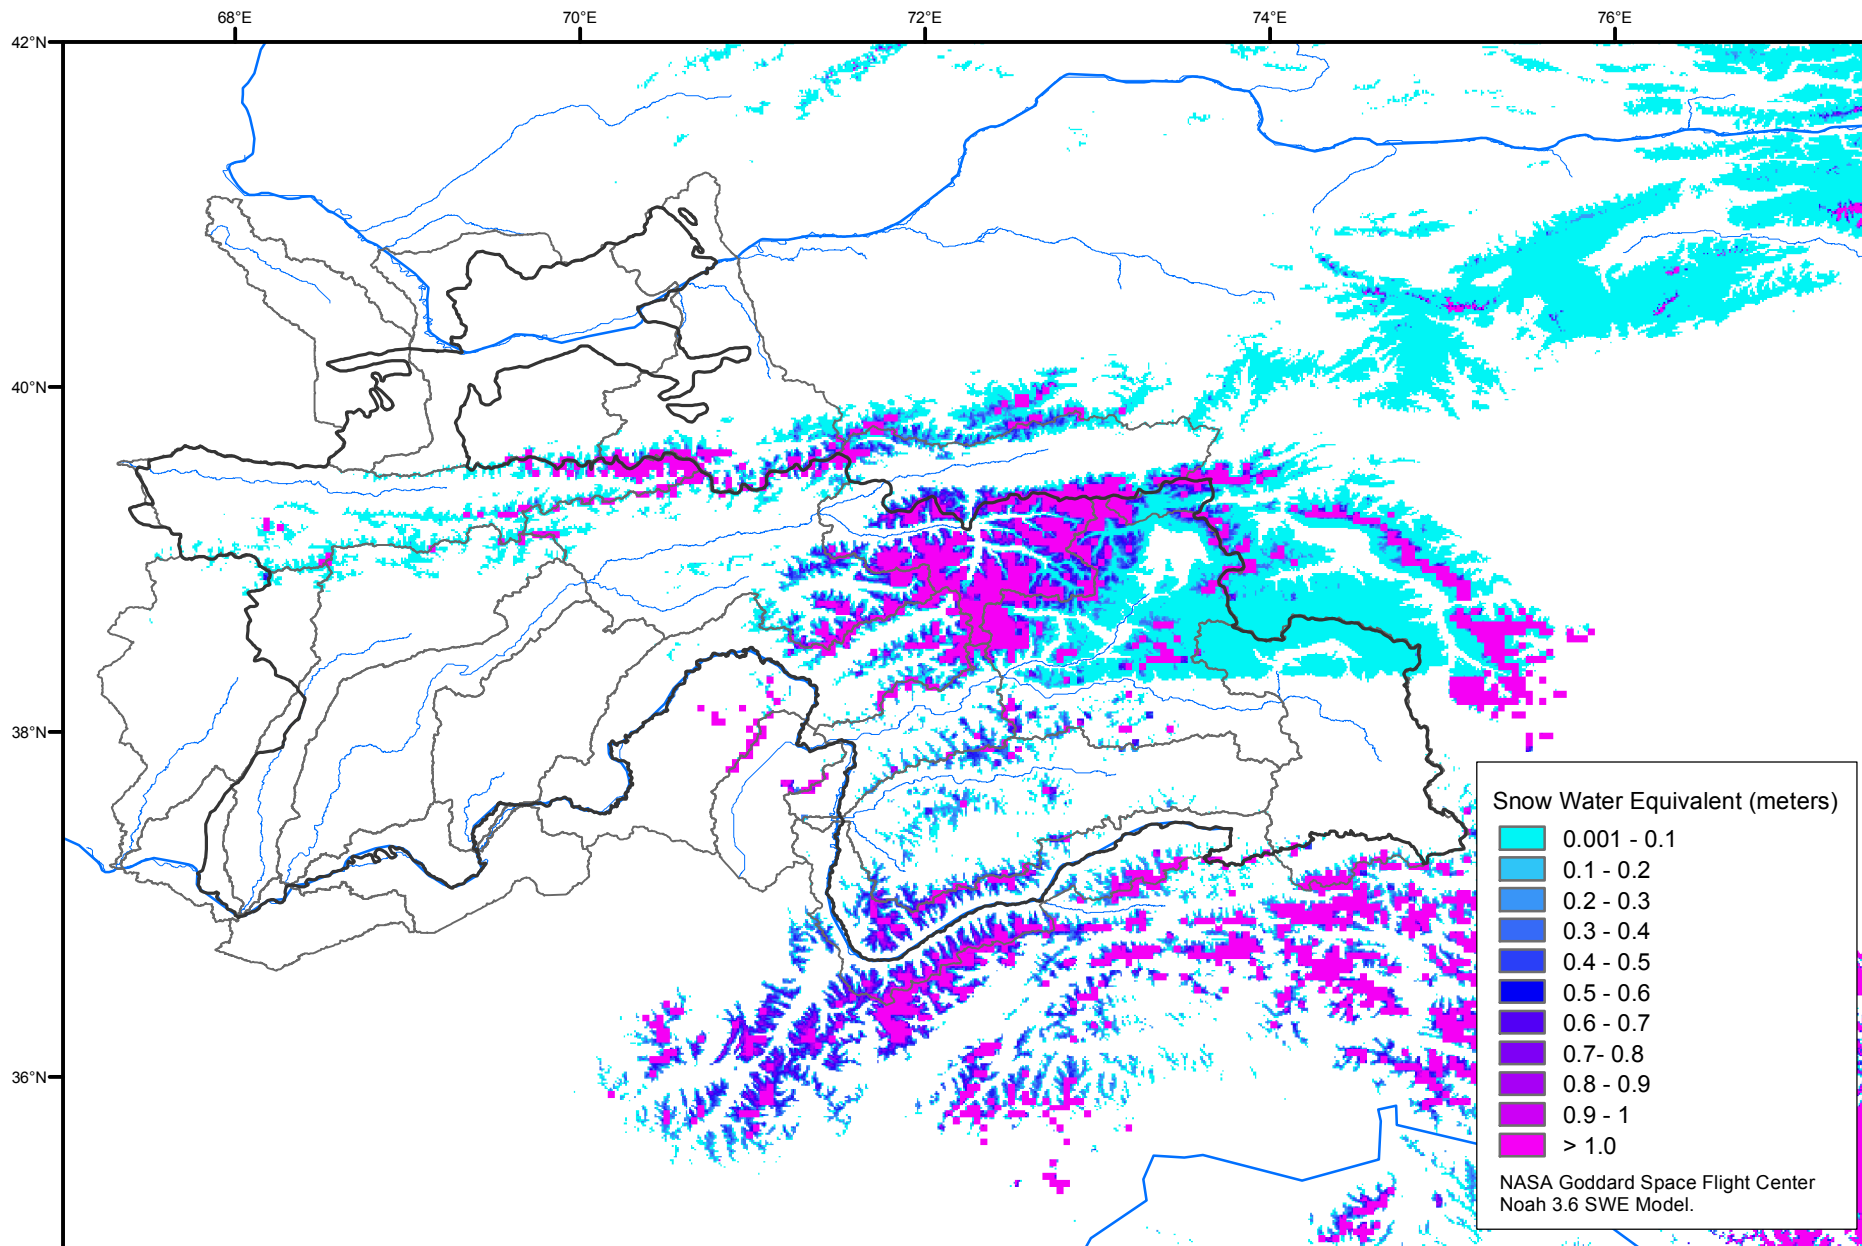 68°E 70°E 72°E 74°E 76°E
42°N
40°N
38°N
36°N
Snow Water Equivalent (meters)
0.001 - 0.1
0.1 - 0.2
0.2 - 0.3
0.3 - 0.4
0.4 - 0.5
0.5 - 0.6
0.6 - 0.7
0.7- 0.8
0.8 - 0.9
0.9 - 1
> 1.0
NASA Goddard Space Flight Center
Noah 3.6 SWE Model.